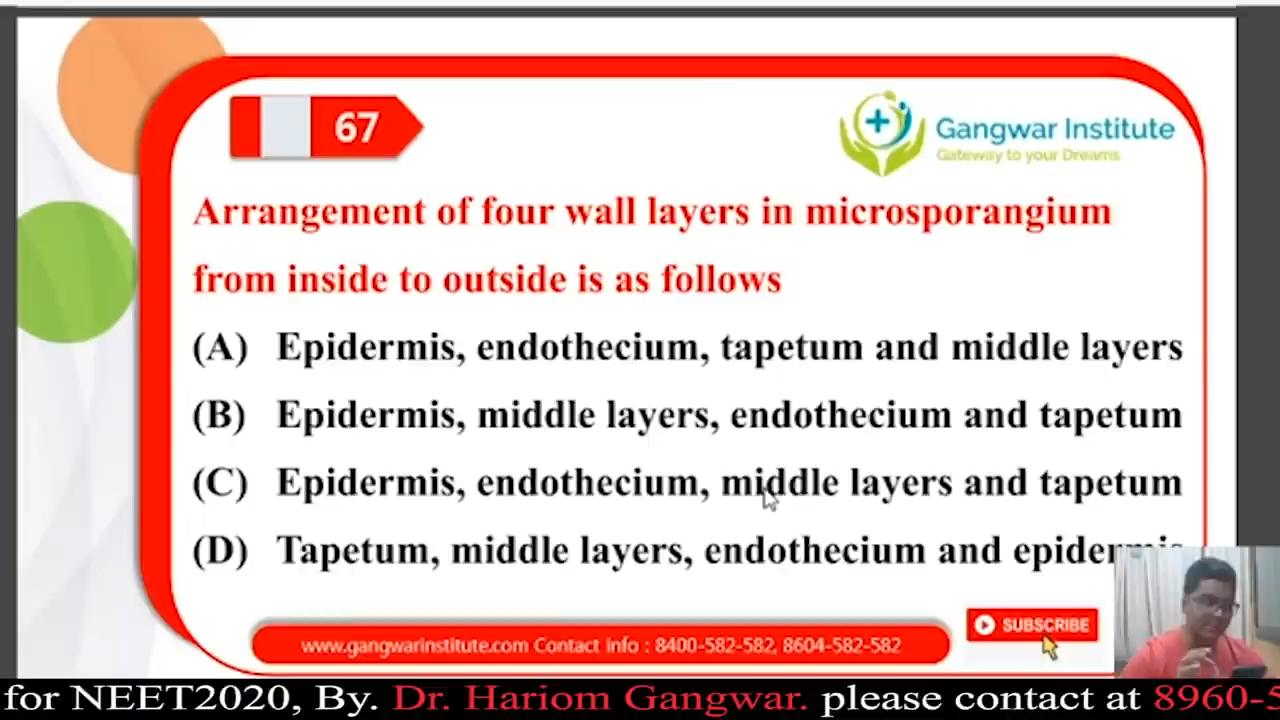 67
Gangwar Institute
Gateway to your Dreams
Arrangement of four wall layers in microsporangium
from inside to outside is as follows
(A) Epidermis, endothecium, tapetum and middle layers
(B) Epidermis, middle layers, endothecium and tapetum
(C) Epidermis, endothecium, middle layers and tapetum
(D) Tapetum, middle layers, endothecium and epidermis
www.gangwarinstitute.com Contact Info : 8400-582-582, 8604-582-582
SUBSCRIBE
for NEET2020, By. Dr. Hariom Gangwar. please contact at 8960-5